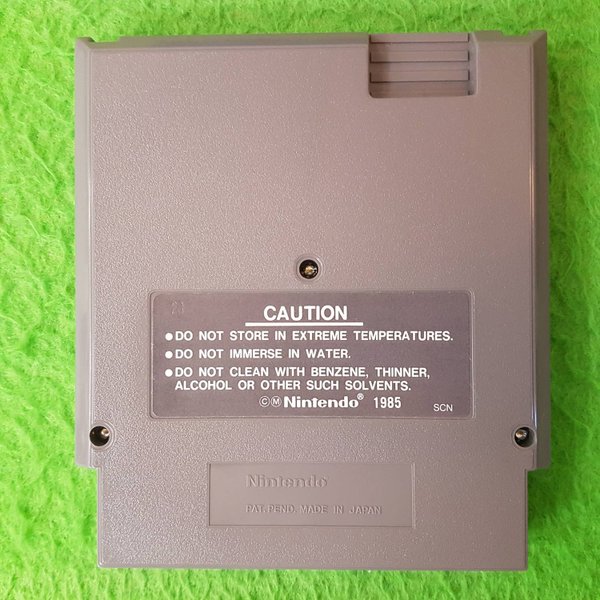 CAUTION
●DO NOT STORE IN EXTREME TEMPERATURES.
●DO NOT IMMERSE IN WATER.
●DO NOT CLEAN WITH BENZENE, THINNER,
ALCOHOL OR OTHER SUCH SOLVENTS.
©Ⓜ Nintendo® 1985 SCN
Nintendo
PAT. PEND. MADE IN JAPAN